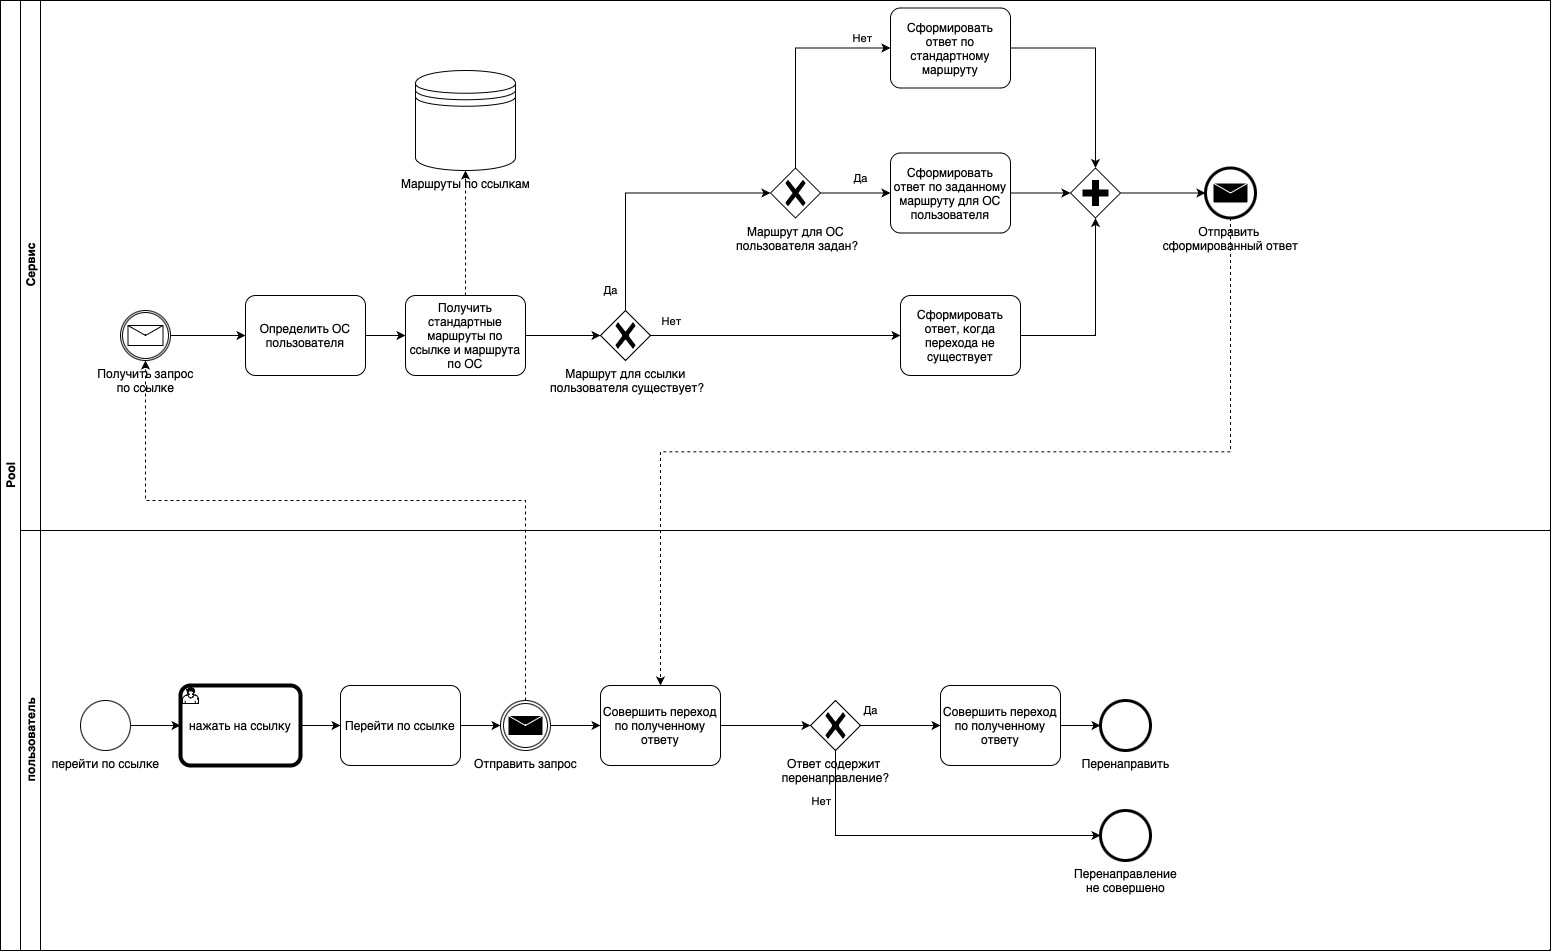 Pool
Сервис
Нет
Сформировать
ответ по
стандартному
маршруту
Маршруты по ссылкам
Маршрут для ОС
пользователя задан?
Да
Сформировать
ответ по заданному
маршруту для ОС
пользователя
Отправить
сформированный ответ
Получить запрос
по ссылке
Определить ОС
пользователя
Получить
стандартные
маршруты по
ссылке и маршрута
по ОС
Да
Нет
Маршрут для ссылки
пользователя существует?
Сформировать
ответ, когда
перехода не
существует
пользователь
перейти по ссылке
нажать на ссылку
Перейти по ссылке
Отправить запрос
Совершить переход
по полученному
ответу
Ответ содержит
перенаправление?
Да
Нет
Совершить переход
по полученному
ответу
Перенаправить
Перенаправление
не совершено